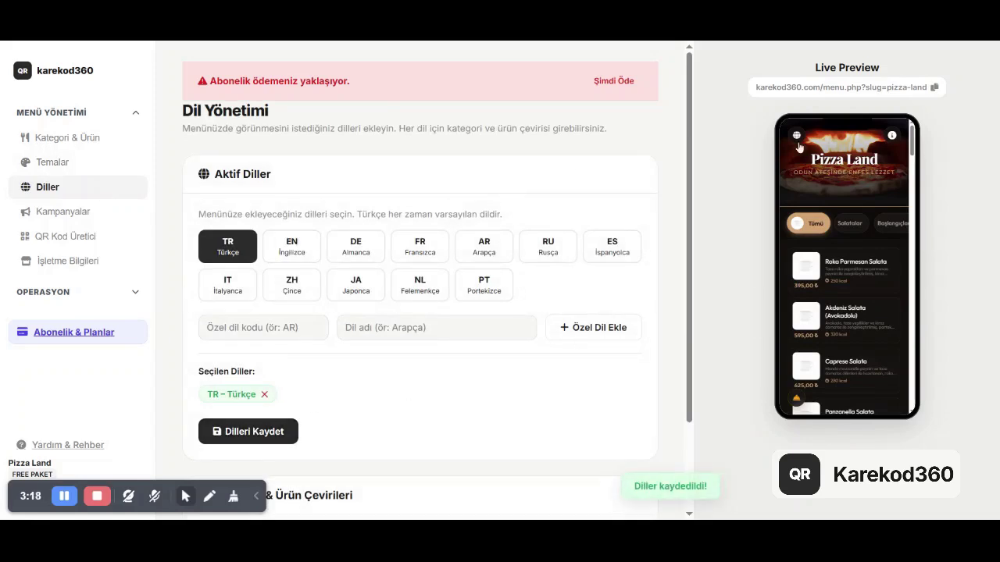 QR karekod360
MENÜ YÖNETİMİ
Kategori & Ürün
Temalar
Diller
Kampanyalar
QR Kod Üretici
İşletme Bilgileri
OPERASYON
Abonelik & Planlar
Yardım & Rehber
Pizza Land
FREE PAKET
3:18
Abonelik ödemeniz yaklaşıyor.
Şimdi Öde
Dil Yönetimi
Menünüzde görünmesini istediğiniz dilleri ekleyin. Her dil için kategori ve ürün çevirisi girebilirsiniz.
Aktif Diller
Menünüze ekleyeceğiniz dilleri seçin. Türkçe her zaman varsayılan dildir.
TR
Türkçe
EN
İngilizce
DE
Almanca
FR
Fransızca
AR
Arapça
RU
Rusça
ES
İspanyolca
IT
İtalyanca
ZH
Çince
JA
Japonca
NL
Felemenkçe
PT
Portekizce
Özel dil kodu (ör: AR)
Dil adı (ör: Arapça)
+ Özel Dil Ekle
Seçilen Diller:
TR – Türkçe
Dilleri Kaydet
& Ürün Çevirileri
Diller kaydedildi!
Live Preview
karekod360.com/menu.php?slug=pizza-land
Pizza Land
ODUN ATEŞİNDE ENFES LEZZET
Tümü
Salatalar
Başlangıçlar
Roka Parmesan Salata
395,00 ₺
250 kcal
Akdeniz Salata
(Avokadolu)
595,00 ₺
320 kcal
Caprese Salata
625,00 ₺
280 kcal
Panzanella Salata
QR Karekod360